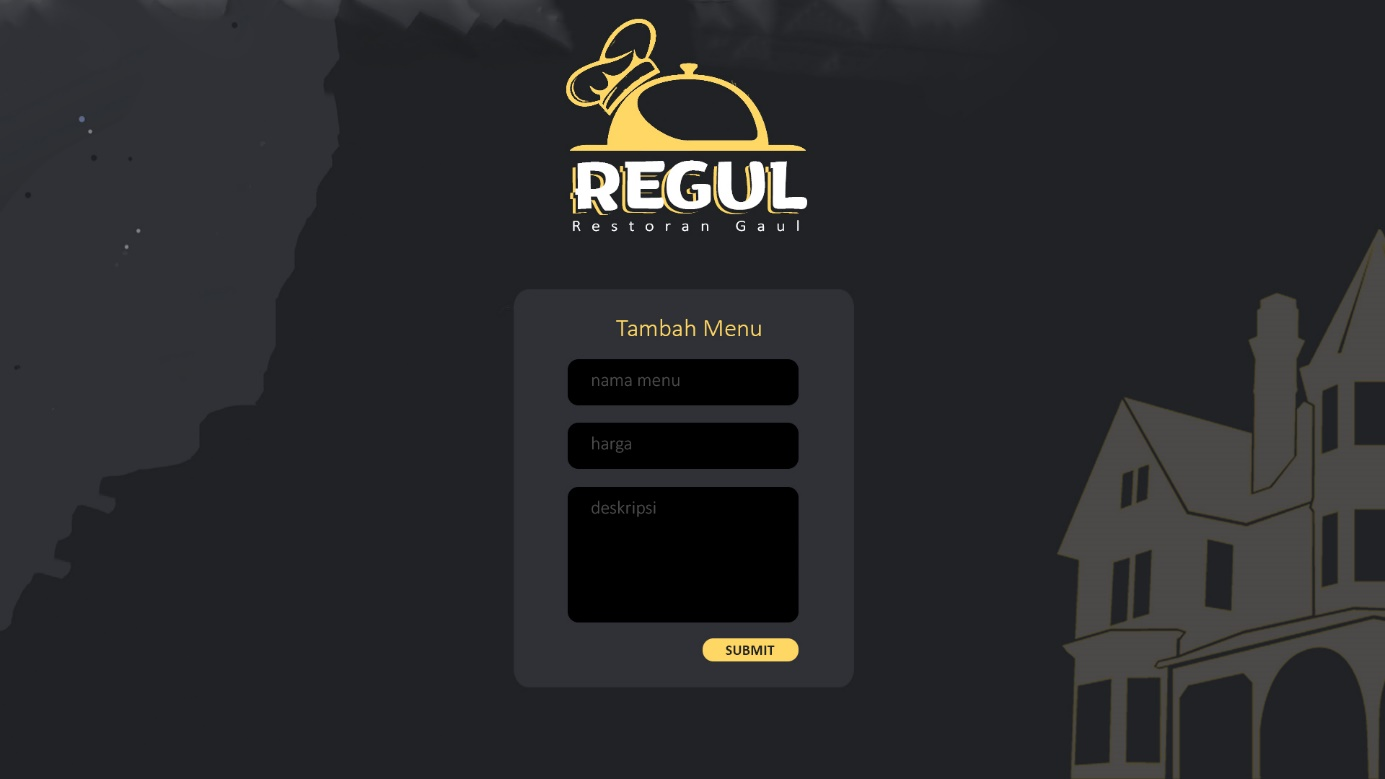 REGUL
Restoran Gaul
Tambah Menu
nama menu
harga
deskripsi
SUBMIT